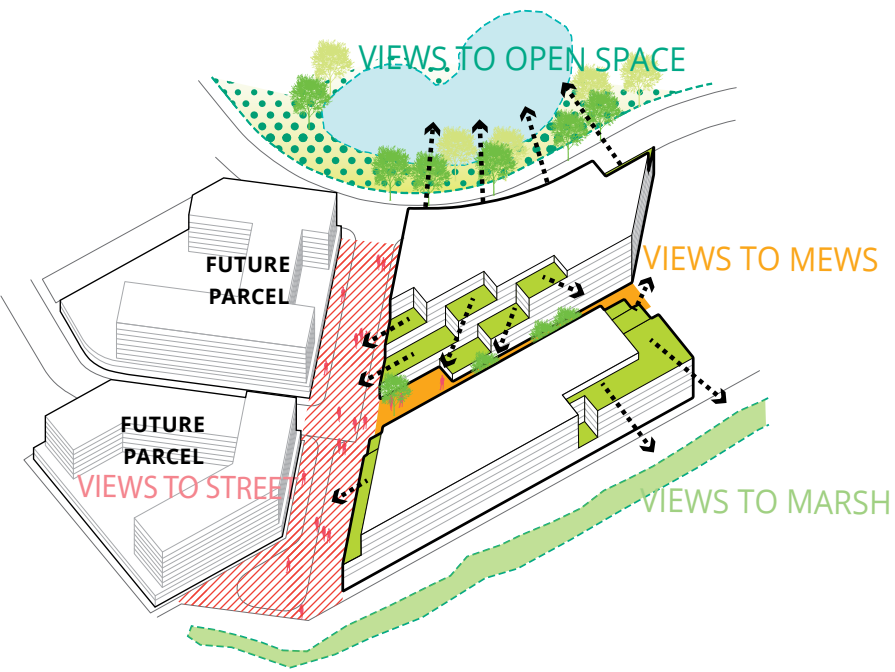 VIEWS TO OPEN SPACE
VIEWS TO MEWS
FUTURE
PARCEL
FUTURE
PARCEL
VIEWS TO STREET
VIEWS TO MARSH